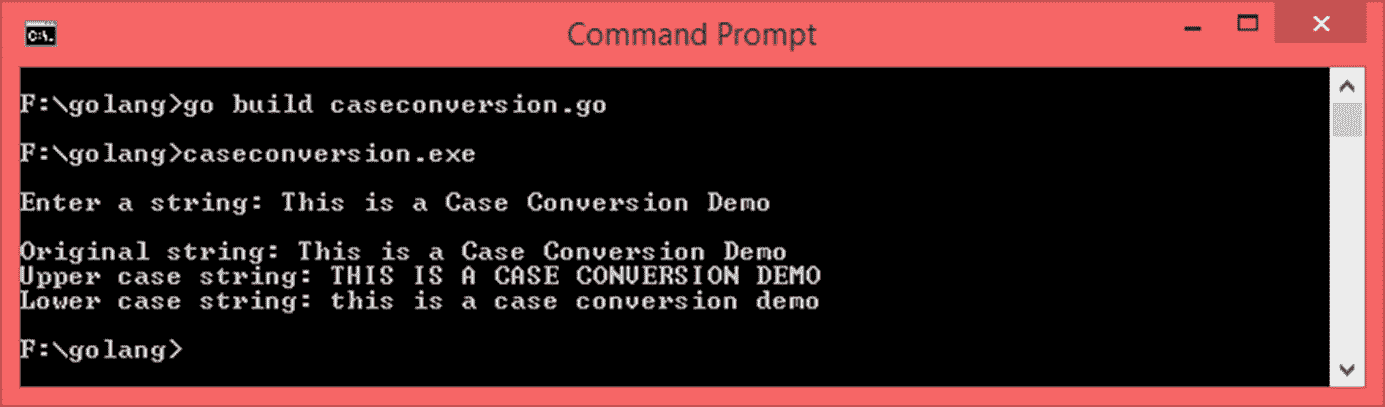 C:\.
Command Prompt
F:\golang>go build caseconversion.go
F:\golang>caseconversion.exe
Enter a string: This is a Case Conversion Demo
Original string: This is a Case Conversion Demo
Upper case string: THIS IS A CASE CONVERSION DEMO
Lower case string: this is a case conversion demo
F:\golang>